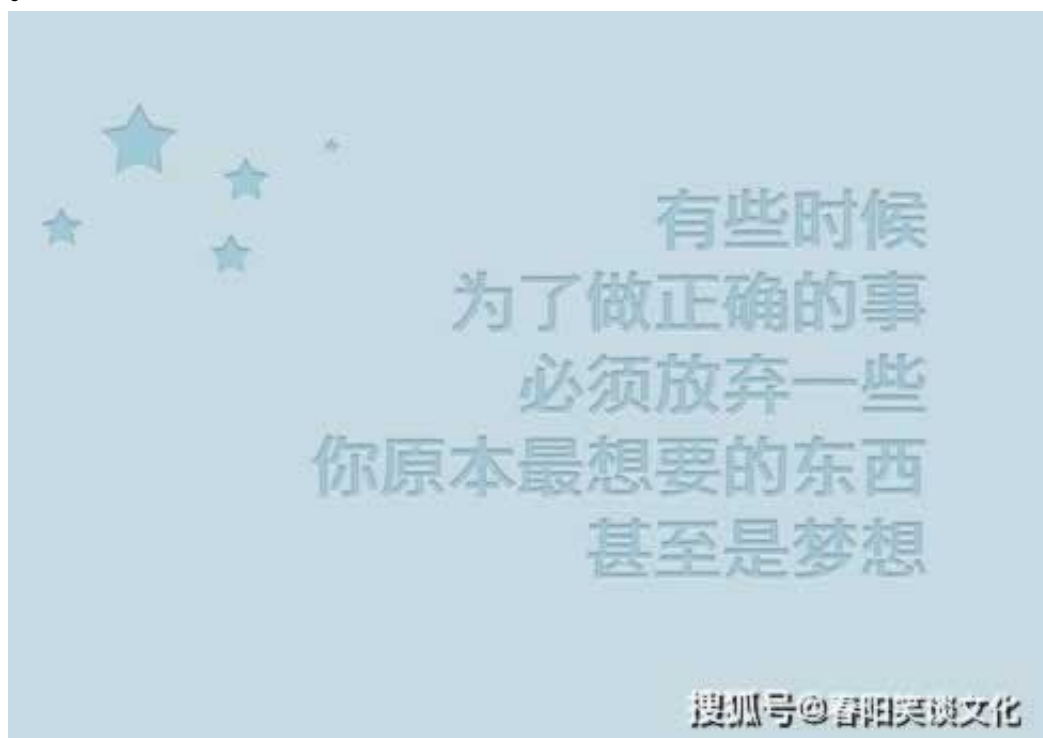 有些时候
为了做正确的事
必须放弃一些
你原本最想要的东西
甚至是梦想
搜狐号@春阳笑谈文化